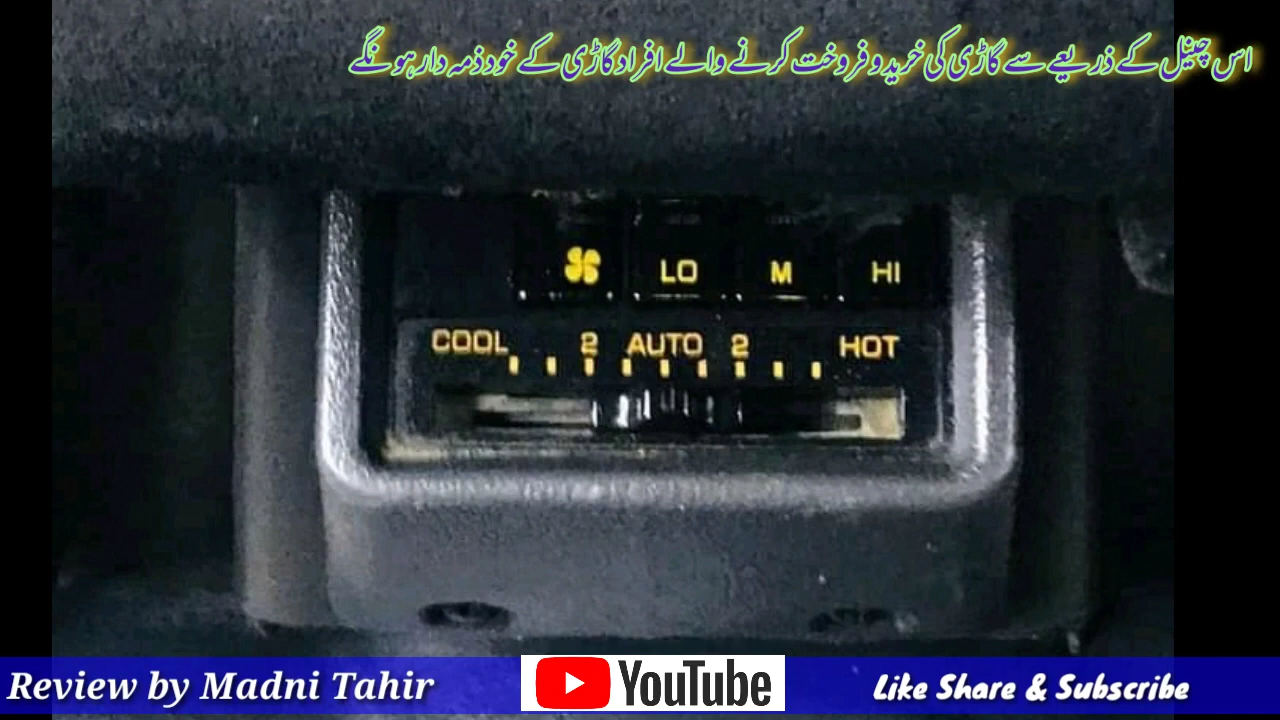 اس چینل کے ذریعے سے گاڑی کی خرید و فروخت کرنے والے افراد گاڑی کے خود ذمہ دار ہونگے
LO M HI
COOL 2 AUTO 2 HOT
Review by Madni Tahir
YouTube
Like Share & Subscribe